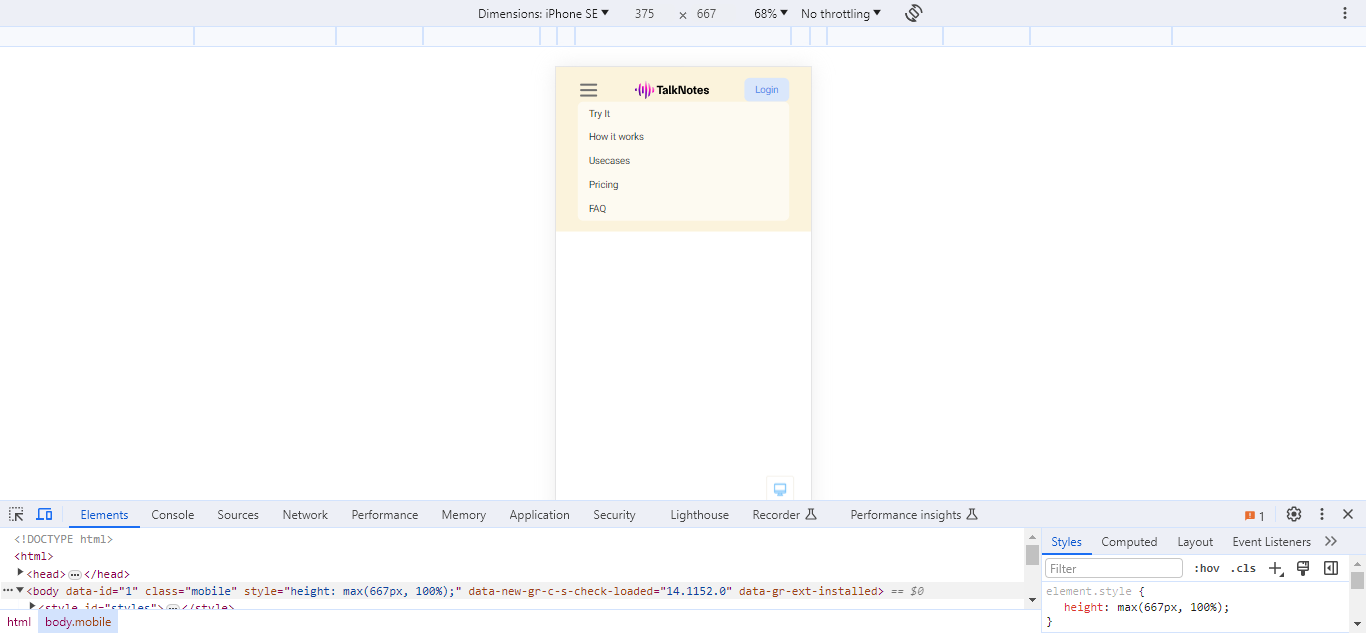 Dimensions: iPhone SE 375 × 667 68% No throttling
TalkNotes Login
Try It
How it works
Usecases
Pricing
FAQ
Elements Console Sources Network Performance Memory Application Security Lighthouse Recorder Performance insights 1
<!DOCTYPE html>
<html>
<head> ··· </head>
··· <body data-id="1" class="mobile" style="height: max(667px, 100%);" data-new-gr-c-s-check-loaded="14.1152.0" data-gr-ext-installed> == $0
<style id="styles"> ··· </style>
html body.mobile
Styles Computed Layout Event Listeners
Filter :hov .cls
element.style {
height: max(667px, 100%);
}